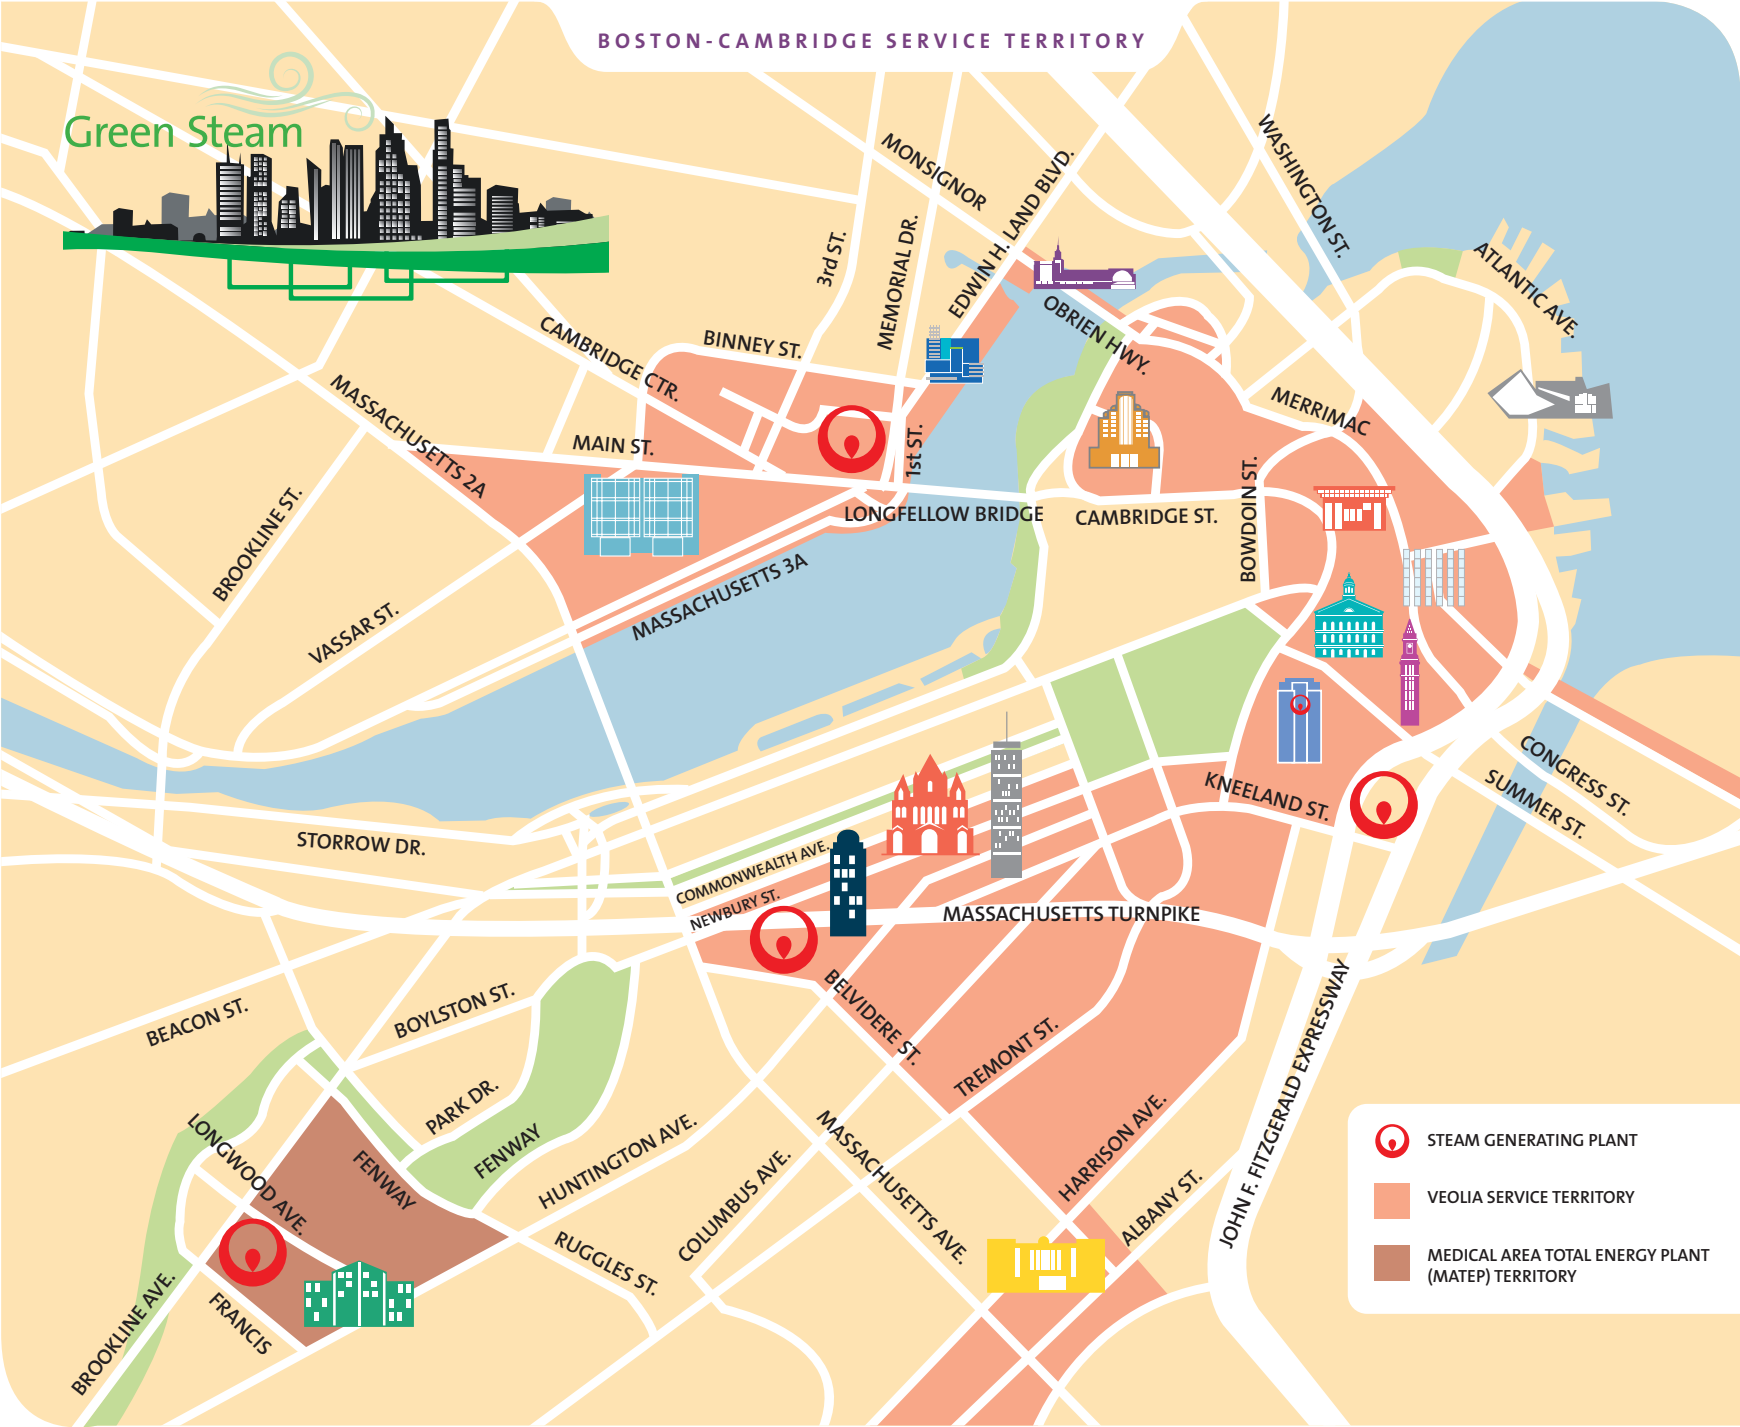 BOSTON-CAMBRIDGE SERVICE TERRITORY
Green Steam
MONSIGNOR
WASHINGTON ST.
EDWIN H. LAND BLVD.
3rd ST.
MEMORIAL DR.
ATLANTIC AVE.
OBRIEN HWY.
CAMBRIDGE CTR.
BINNEY ST.
MASSACHUSETTS 2A
MERRIMAC
MAIN ST.
1st ST.
LONGFELLOW BRIDGE
CAMBRIDGE ST.
BOWDOIN ST.
BROOKLINE ST.
MASSACHUSETTS 3A
VASSAR ST.
CONGRESS ST.
SUMMER ST.
KNEELAND ST.
STORROW DR.
COMMONWEALTH AVE.
NEWBURY ST.
MASSACHUSETTS TURNPIKE
BEACON ST.
BOYLSTON ST.
BELVIDERE ST.
TREMONT ST.
JOHN F. FITZGERALD EXPRESSWAY
PARK DR.
FENWAY
HUNTINGTON AVE.
LONGWOOD AVE.
FENWAY
MASSACHUSETTS AVE.
HARRISON AVE.
COLUMBUS AVE.
ALBANY ST.
RUGGLES ST.
BROOKLINE AVE.
FRANCIS
STEAM GENERATING PLANT
VEOLIA SERVICE TERRITORY
MEDICAL AREA TOTAL ENERGY PLANT
(MATEP) TERRITORY